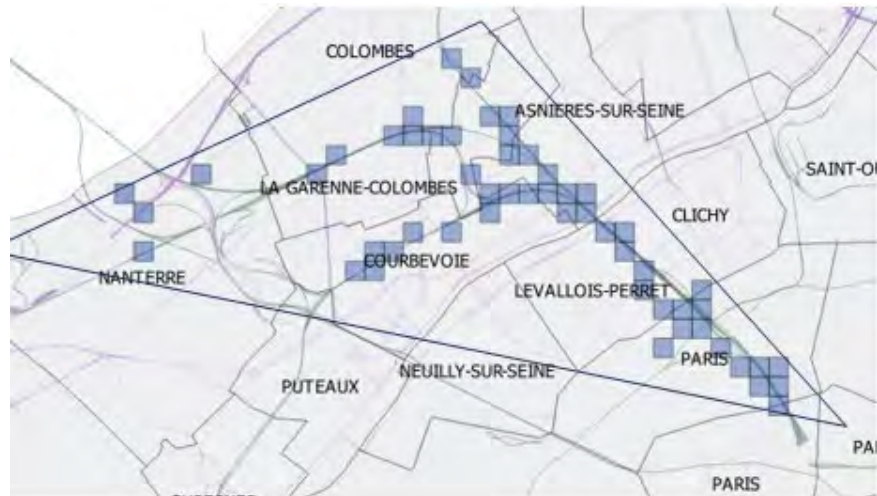 COLOMBES
ASNIERES-SUR-SEINE
SAINT-OU
LA GARENNE-COLOMBES
CLICHY
COURBEVOIE
NANTERRE
LEVALLOIS-PERRET
PARIS
NEUILLY-SUR-SEINE
PUTEAUX
PA
PARIS